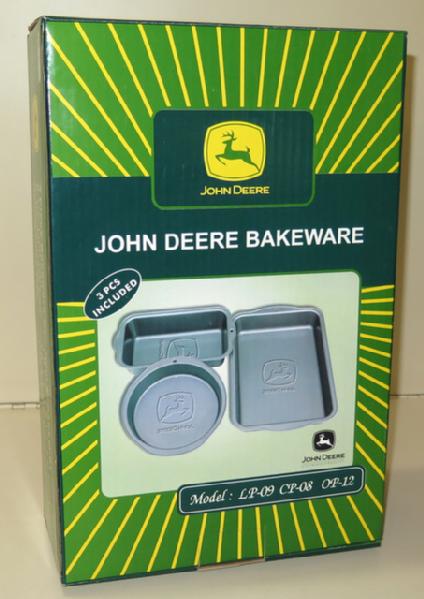 JOHN DEERE
JOHN DEERE BAKEWARE
3 PCS
INCLUDED
JOHN DEERE
Model : LP-09 CP-08 OP-12